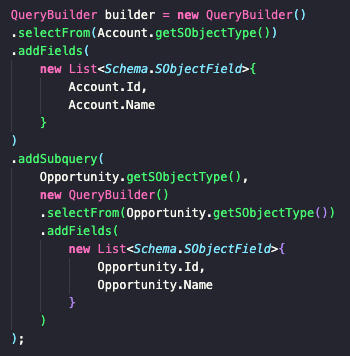 QueryBuilder builder = new QueryBuilder()
.selectFrom(Account.getSObjectType())
.addFields(
    new List<Schema.SObjectField>{
        Account.Id,
        Account.Name
    }
)
.addSubquery(
    Opportunity.getSObjectType(),
    new QueryBuilder()
    .selectFrom(Opportunity.getSObjectType())
    .addFields(
        new List<Schema.SObjectField>{
            Opportunity.Id,
            Opportunity.Name
        }
    )
);